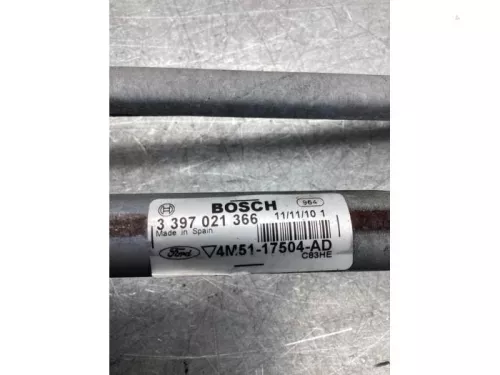 BOSCH 964
3 397 021 366 11/11/10 1
Made in Spain
Ford 4M51-17504-AD
C83HE